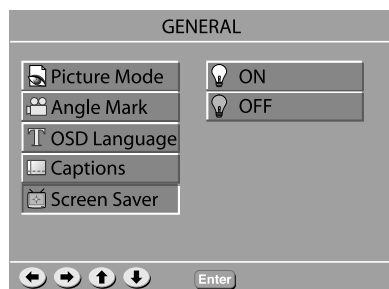 GENERAL
Picture Mode
Angle Mark
OSD Language
Captions
Screen Saver
ON
OFF
Enter